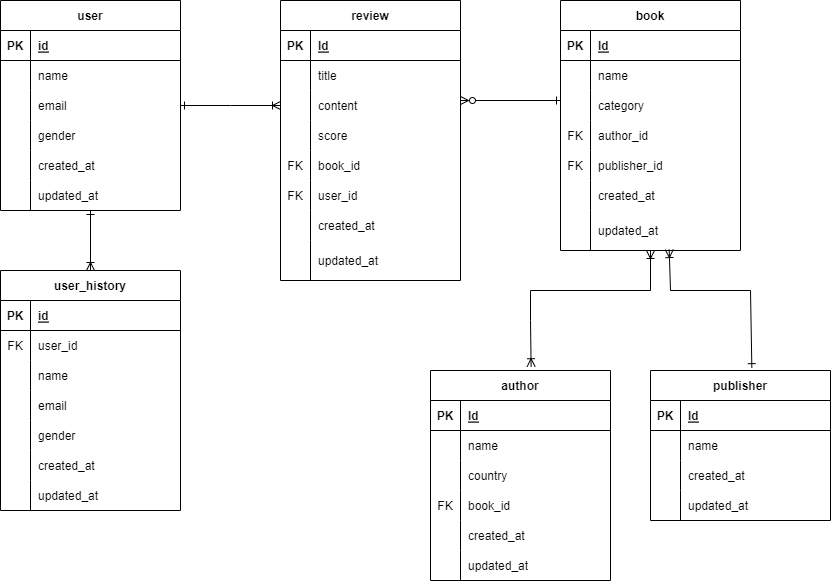 user
PK id
name
email
gender
created_at
updated_at
review
PK Id
title
content
score
FK book_id
FK user_id
created_at
updated_at
book
PK Id
name
category
FK author_id
FK publisher_id
created_at
updated_at
user_history
PK id
FK user_id
name
email
gender
created_at
updated_at
author
PK Id
name
country
FK book_id
created_at
updated_at
publisher
PK Id
name
created_at
updated_at